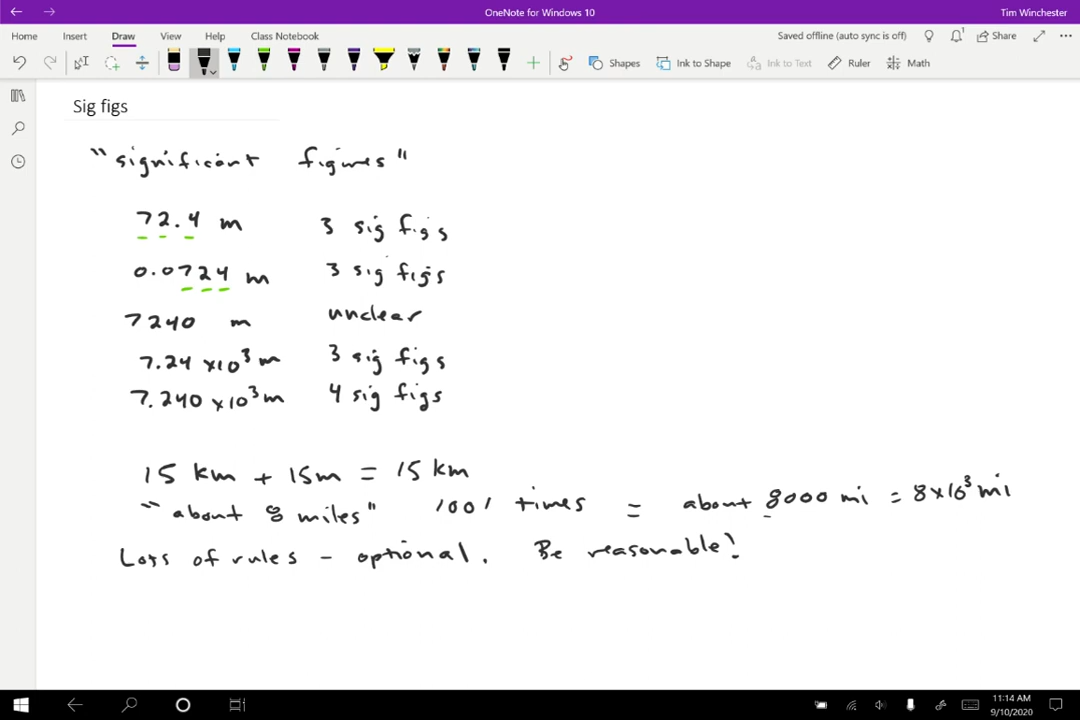 OneNote for Windows 10
Tim Winchester
Home Insert Draw View Help Class Notebook
Saved offline (auto sync is off) Share
Shapes Ink to Shape Ink to Text Ruler Math
Sig figs
"significant figures"
72.4 m 3 sig figs
0.0724 m 3 sig figs
7240 m unclear
7.24 x10³ m 3 sig figs
7.240 x10³ m 4 sig figs
15 km + 15m = 15 km
"about 8 miles" 1001 times = about 8000 mi = 8x10³ mi
Lots of rules - optional. Be reasonable!
11:14 AM
9/10/2020